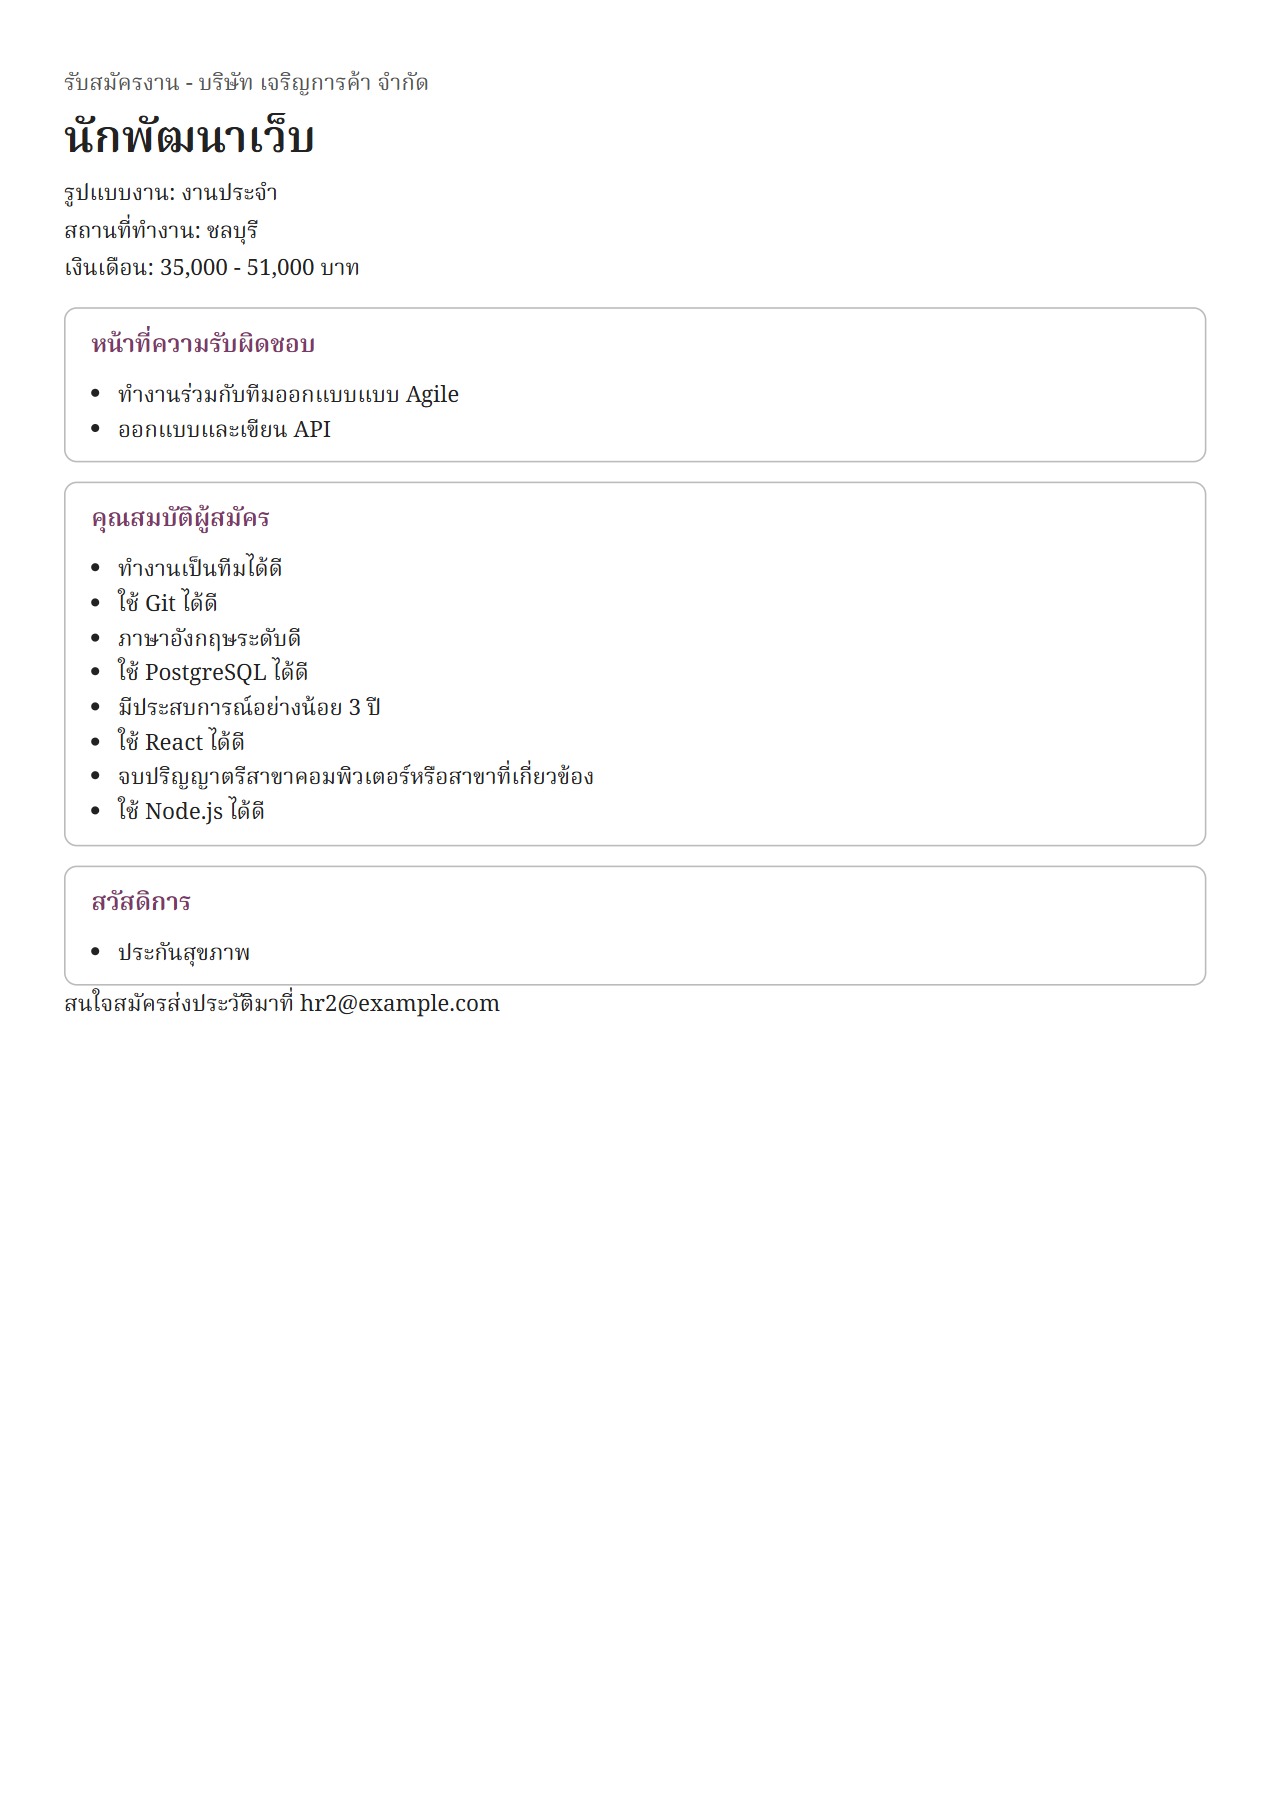 รับสมัครงาน - บริษัท เจริญการค้า จำกัด
นักพัฒนาเว็บ
รูปแบบงาน: งานประจำ
สถานที่ทำงาน: ชลบุรี
เงินเดือน: 35,000 - 51,000 บาท
หน้าที่ความรับผิดชอบ
• ทำงานร่วมกับทีมออกแบบแบบ Agile
• ออกแบบและเขียน API
คุณสมบัติผู้สมัคร
• ทำงานเป็นทีมได้ดี
• ใช้ Git ได้ดี
• ภาษาอังกฤษระดับดี
• ใช้ PostgreSQL ได้ดี
• มีประสบการณ์อย่างน้อย 3 ปี
• ใช้ React ได้ดี
• จบปริญญาตรีสาขาคอมพิวเตอร์หรือสาขาที่เกี่ยวข้อง
• ใช้ Node.js ได้ดี
สวัสดิการ
• ประกันสุขภาพ
สนใจสมัครส่งประวัติมาที่ hr2@example.com